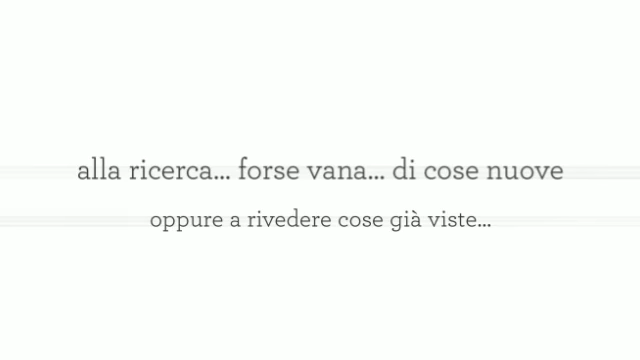 alla ricerca... forse vana... di cose nuove
oppure a rivedere cose già viste...